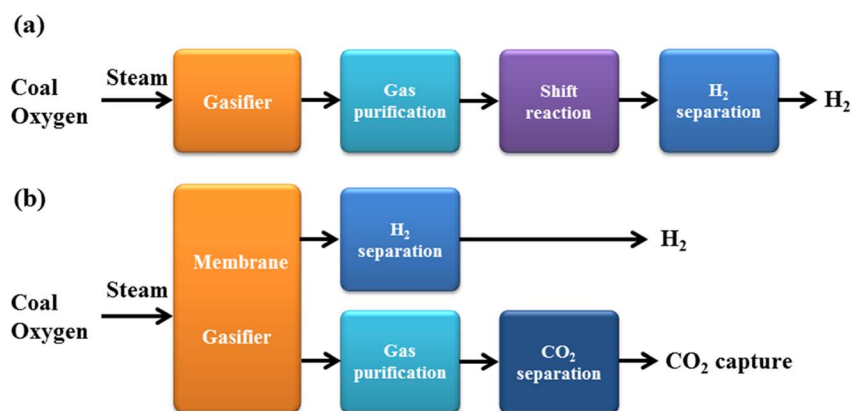 (a)
Coal
Oxygen
Steam
Gasifier
Gas
purification
Shift
reaction
H₂
separation
H₂
(b)
Coal
Oxygen
Steam
Membrane
Gasifier
H₂
separation
H₂
Gas
purification
CO₂
separation
CO₂ capture